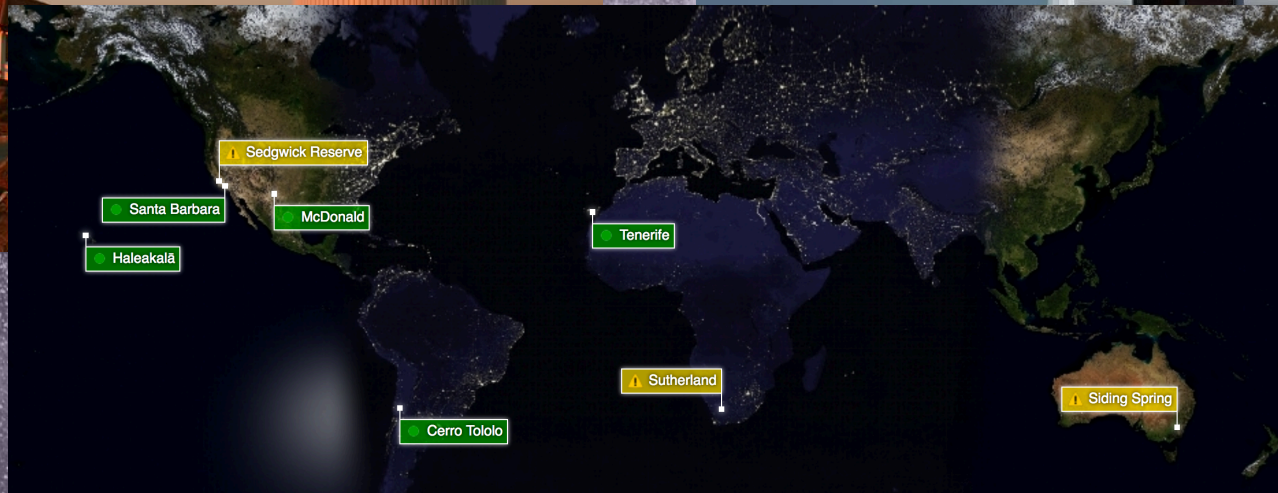 Sedgwick Reserve
Santa Barbara
McDonald
Haleakalā
Tenerife
Sutherland
Siding Spring
Cerro Tololo